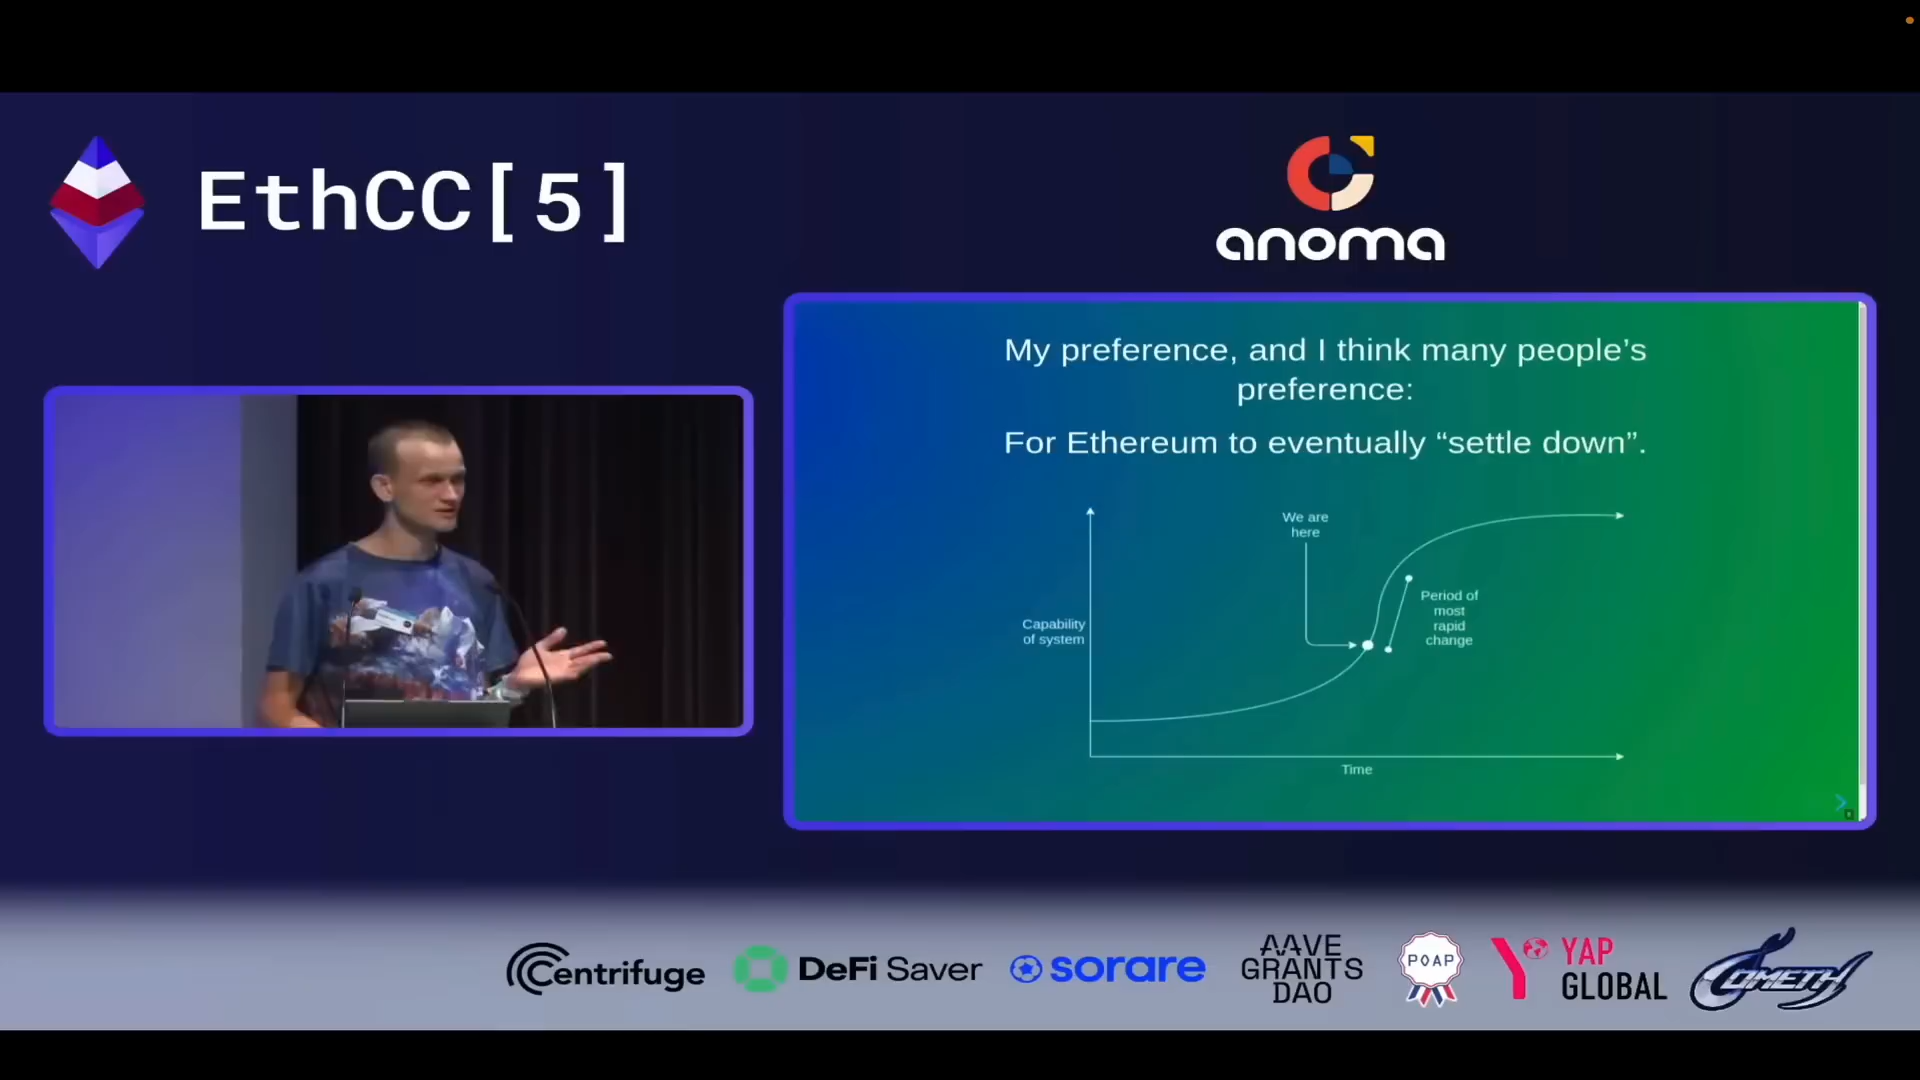 EthCC[5]
anoma
My preference, and I think many people's
preference:
For Ethereum to eventually “settle down”.
We are
here
Capability
of system
Period of
most
rapid
change
Time
Centrifuge
DeFi Saver
sorare
AAVE
GRANTS
DAO
POAP
YAP
GLOBAL
COMETH